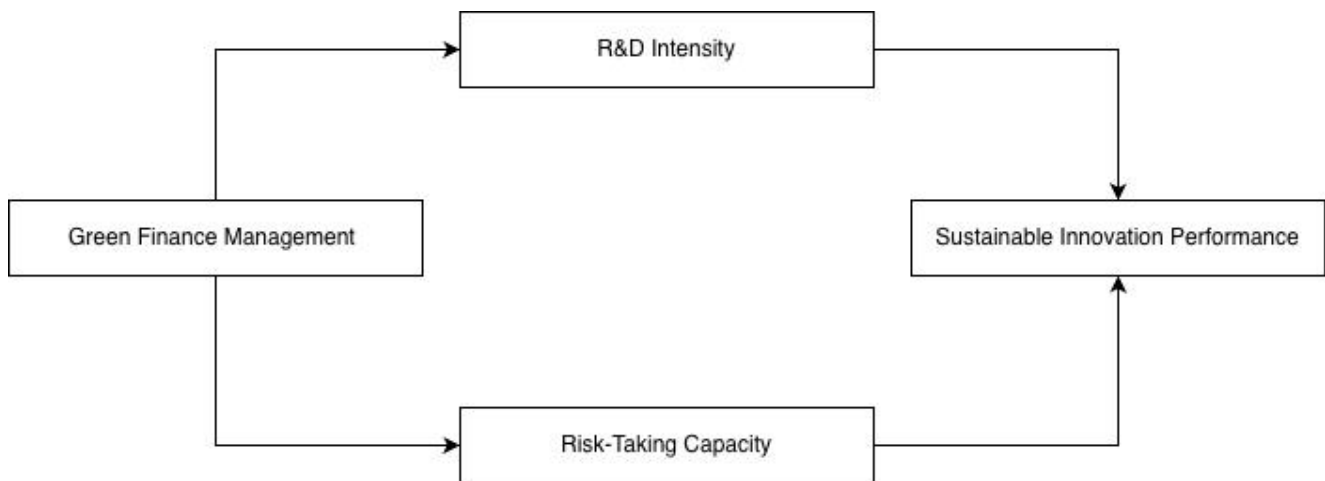 R&D Intensity
Green Finance Management
Sustainable Innovation Performance
Risk-Taking Capacity